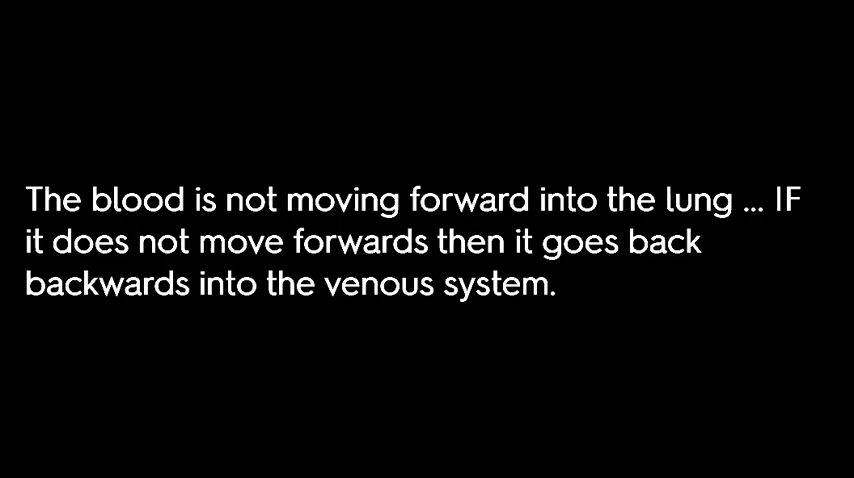 The blood is not moving forward into the lung ... IF
it does not move forwards then it goes back
backwards into the venous system.